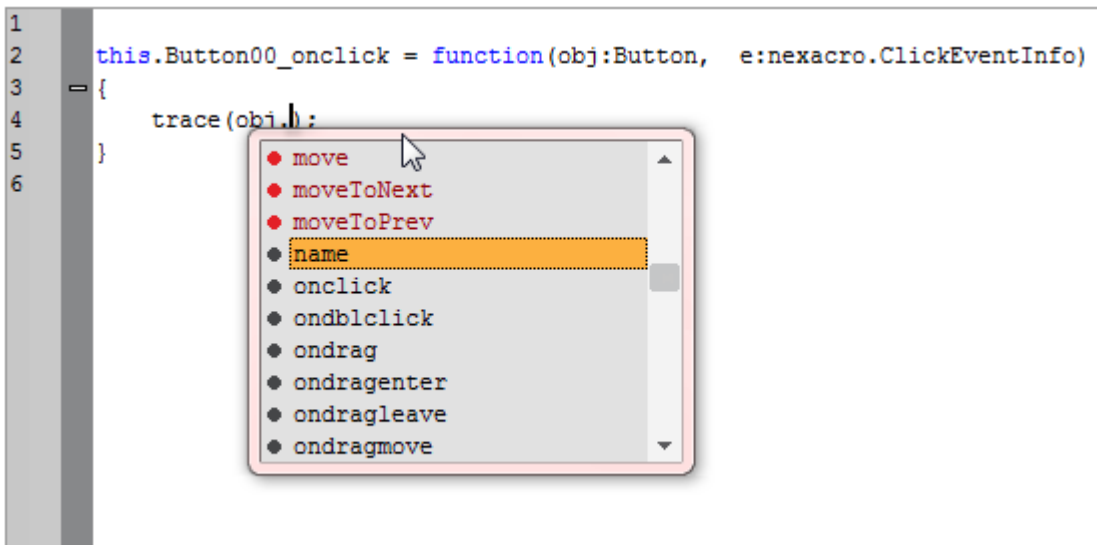 1
2 this.Button00_onclick = function(obj:Button, e:nexacro.ClickEventInfo)
3 {
4 trace(obj.);
5 }
6
move
moveToNext
moveToPrev
name
onclick
ondblclick
ondrag
ondragenter
ondragleave
ondragmove